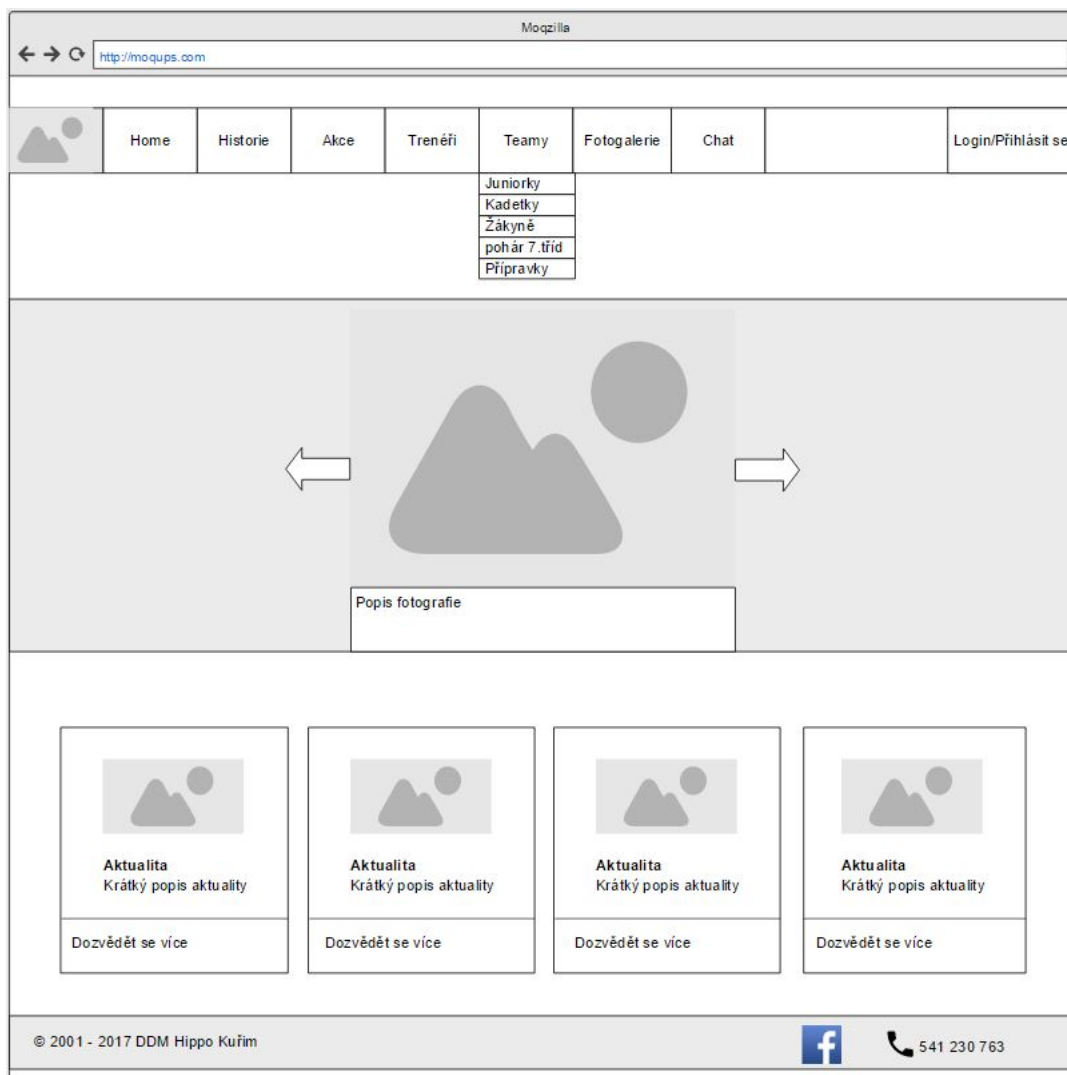 Moqzilla
http://moqups.com
Home Historie Akce Trenéři Teamy Fotogalerie Chat Login/Přihlásit se
Juniorky
Kadetky
Žákyně
pohár 7.tříd
Přípravky
Popis fotografie
Aktualita
Krátký popis aktuality
Dozvědět se více
Aktualita
Krátký popis aktuality
Dozvědět se více
Aktualita
Krátký popis aktuality
Dozvědět se více
Aktualita
Krátký popis aktuality
Dozvědět se více
© 2001 - 2017 DDM Hippo Kuřim
f
541 230 763